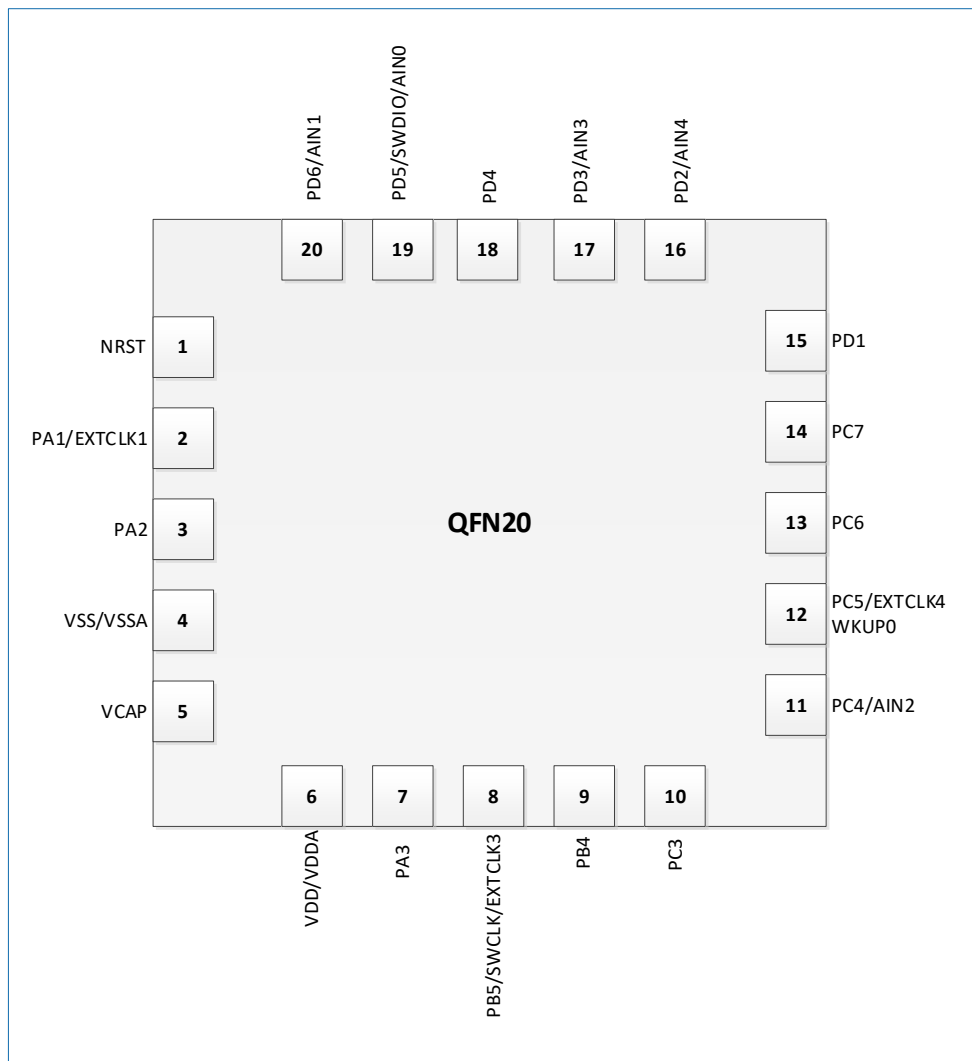 PD6/AIN1
PD5/SWDIO/AIN0
PD4
PD3/AIN3
PD2/AIN4
20
19
18
17
16
NRST
1
15
PD1
PA1/EXTCLK1
2
14
PC7
PA2
3
QFN20
13
PC6
VSS/VSSA
4
12
PC5/EXTCLK4
WKUP0
VCAP
5
11
PC4/AIN2
6
7
8
9
10
VDD/VDDA
PA3
PB5/SWCLK/EXTCLK3
PB4
PC3